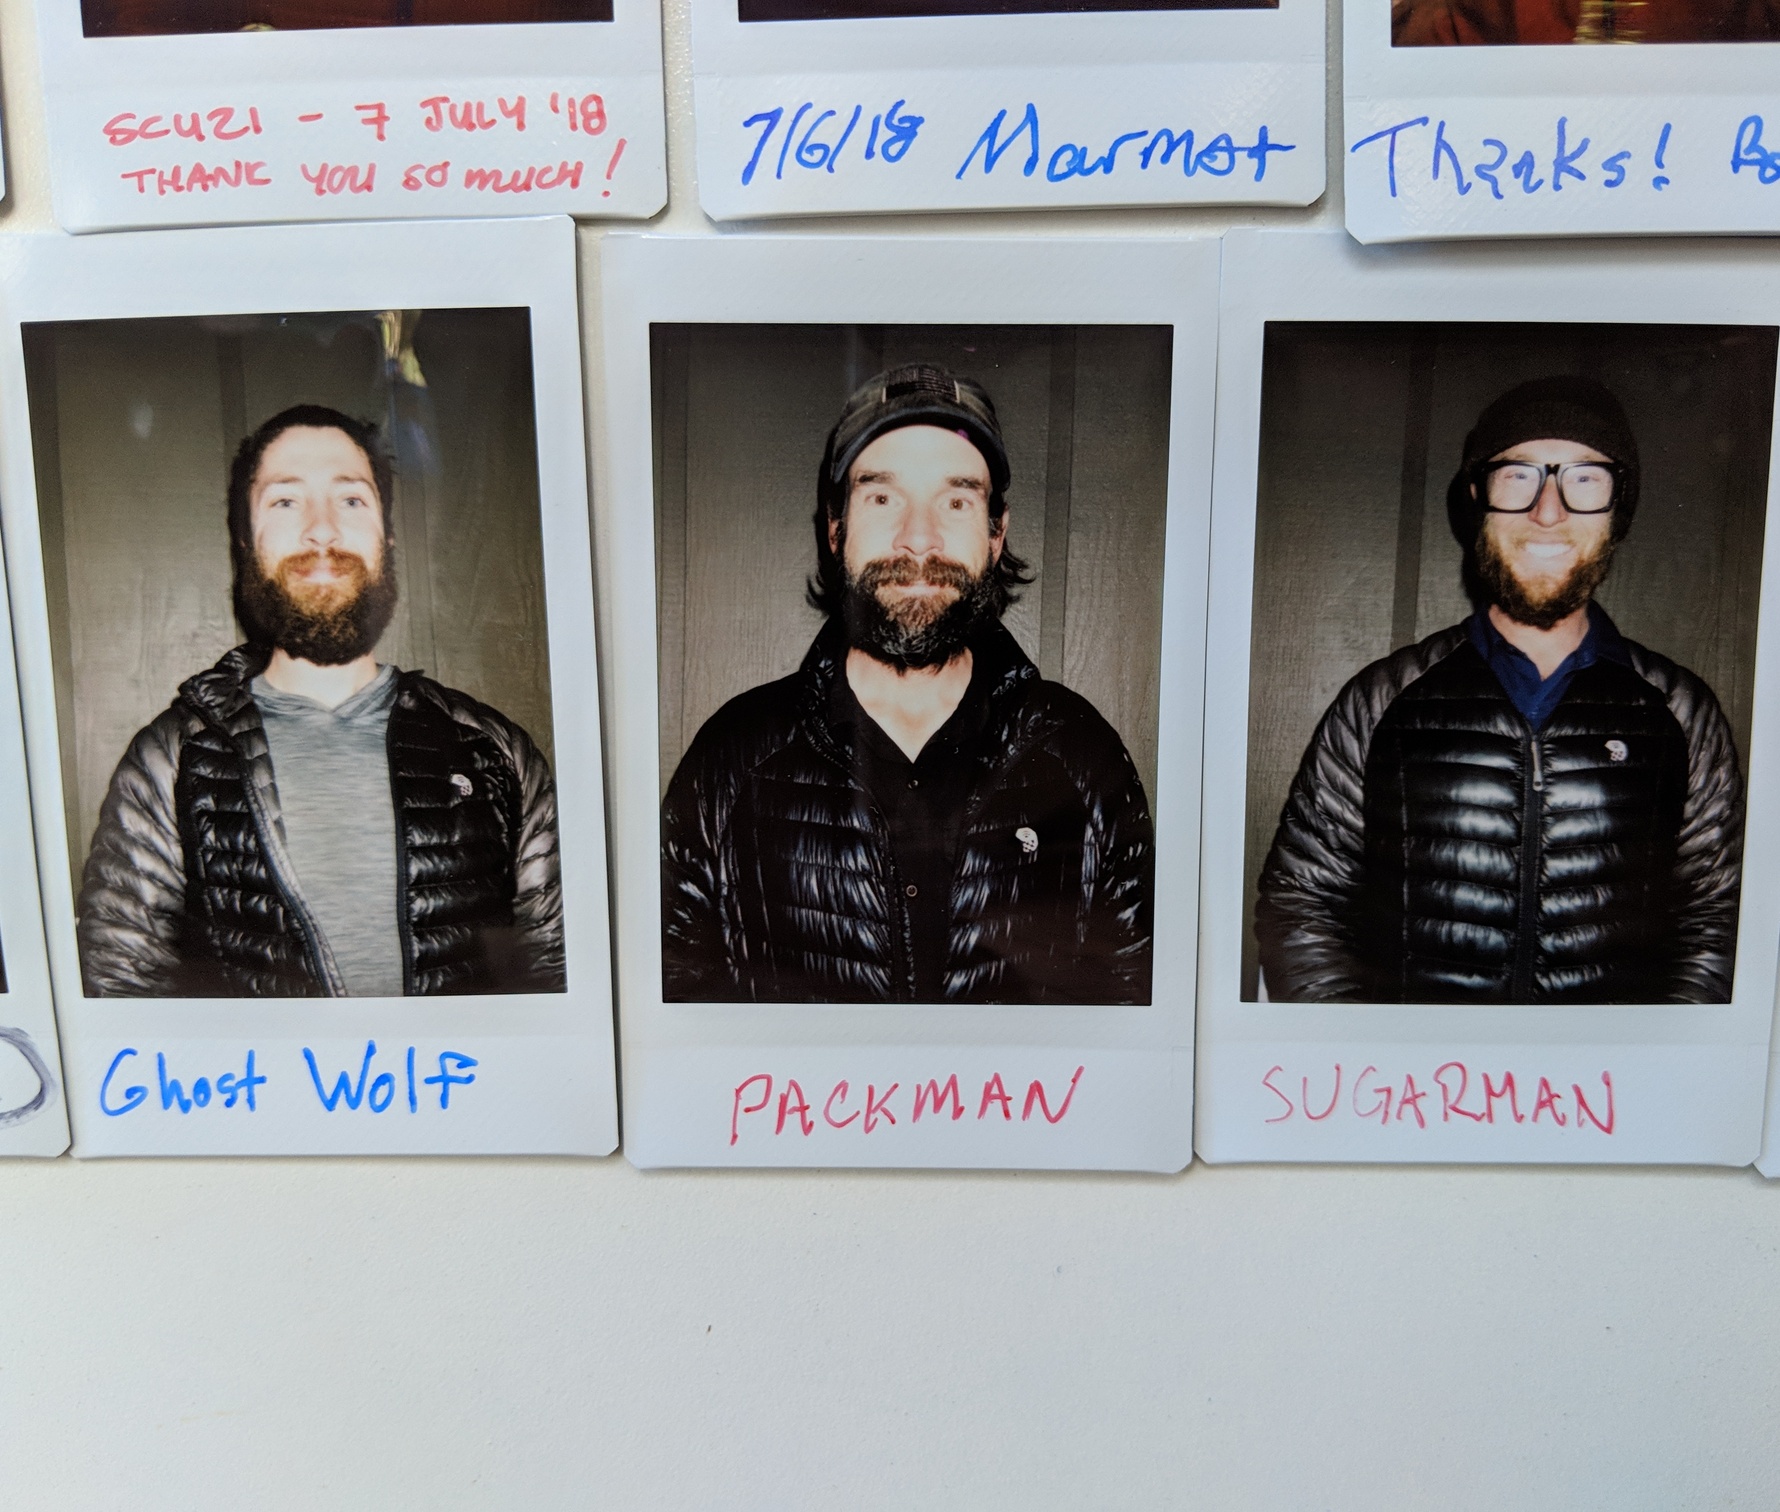 SCUZI - 7 JULY '18
THANK YOU SO MUCH!
7/6/18 Marmot
Thanks!
Ghost Wolf
PACKMAN
SUGARMAN